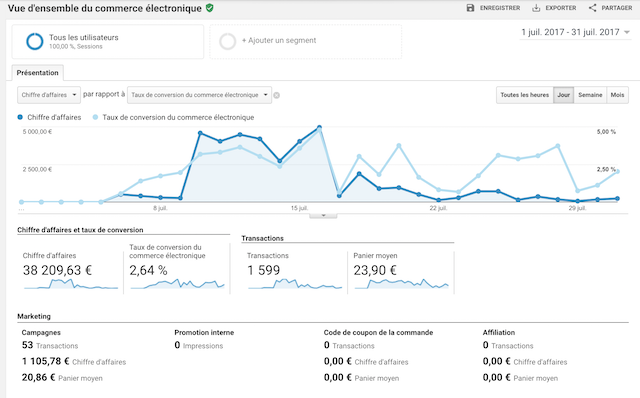 Vue d'ensemble du commerce électronique
ENREGISTRER EXPORTER PARTAGER
Tous les utilisateurs
100,00 %, Sessions
+ Ajouter un segment
1 juil. 2017 - 31 juil. 2017
Présentation
Chiffre d'affaires par rapport à Taux de conversion du commerce électronique
Toutes les heures Jour Semaine Mois
Chiffre d'affaires Taux de conversion du commerce électronique
5 000,00 € 5,00 %
2 500,00 € 2,50 %
... 8 juil. 15 juil. 22 juil. 29 juil.
Chiffre d'affaires et taux de conversion
Transactions
Chiffre d'affaires
38 209,63 €
Taux de conversion du
commerce électronique
2,64 %
Transactions
1 599
Panier moyen
23,90 €
Marketing
Campagnes
53 Transactions
1 105,78 € Chiffre d'affaires
20,86 € Panier moyen
Promotion interne
0 Impressions
Code de coupon de la commande
0 Transactions
0,00 € Chiffre d'affaires
0,00 € Panier moyen
Affiliation
0 Transactions
0,00 € Chiffre d'affaires
0,00 € Panier moyen